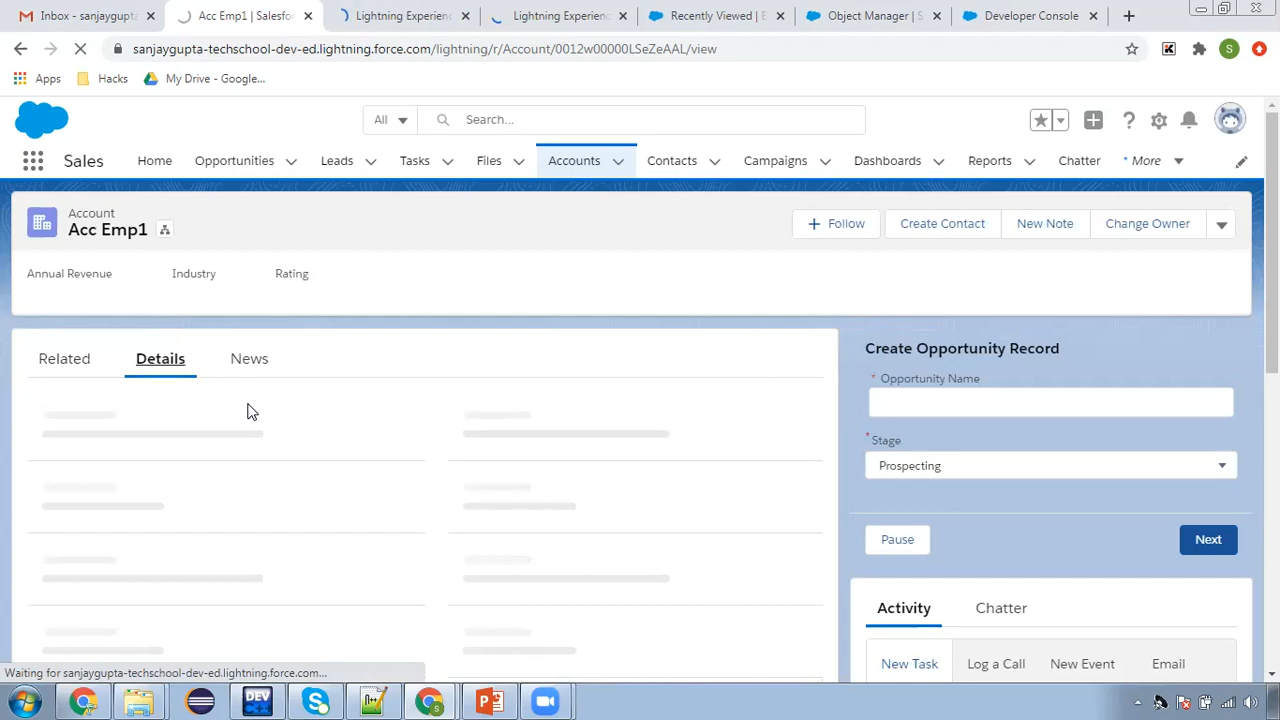 Inbox - sanjaygupta
Acc Emp1 | Salesfor
Lightning Experienc
Lightning Experienc
Recently Viewed | E
Object Manager | S
Developer Console
sanjaygupta-techschool-dev-ed.lightning.force.com/lightning/r/Account/0012w00000LSeZeAAL/view
S
Apps
Hacks
My Drive - Google...
All
Search...
Sales
Home
Opportunities
Leads
Tasks
Files
Accounts
Contacts
Campaigns
Dashboards
Reports
Chatter
* More
Account
Acc Emp1
Follow
Create Contact
New Note
Change Owner
Annual Revenue
Industry
Rating
Related
Details
News
Create Opportunity Record
* Opportunity Name
* Stage
Prospecting
Pause
Next
Activity
Chatter
New Task
Log a Call
New Event
Email
Waiting for sanjaygupta-techschool-dev-ed.lightning.force.com...
DEV